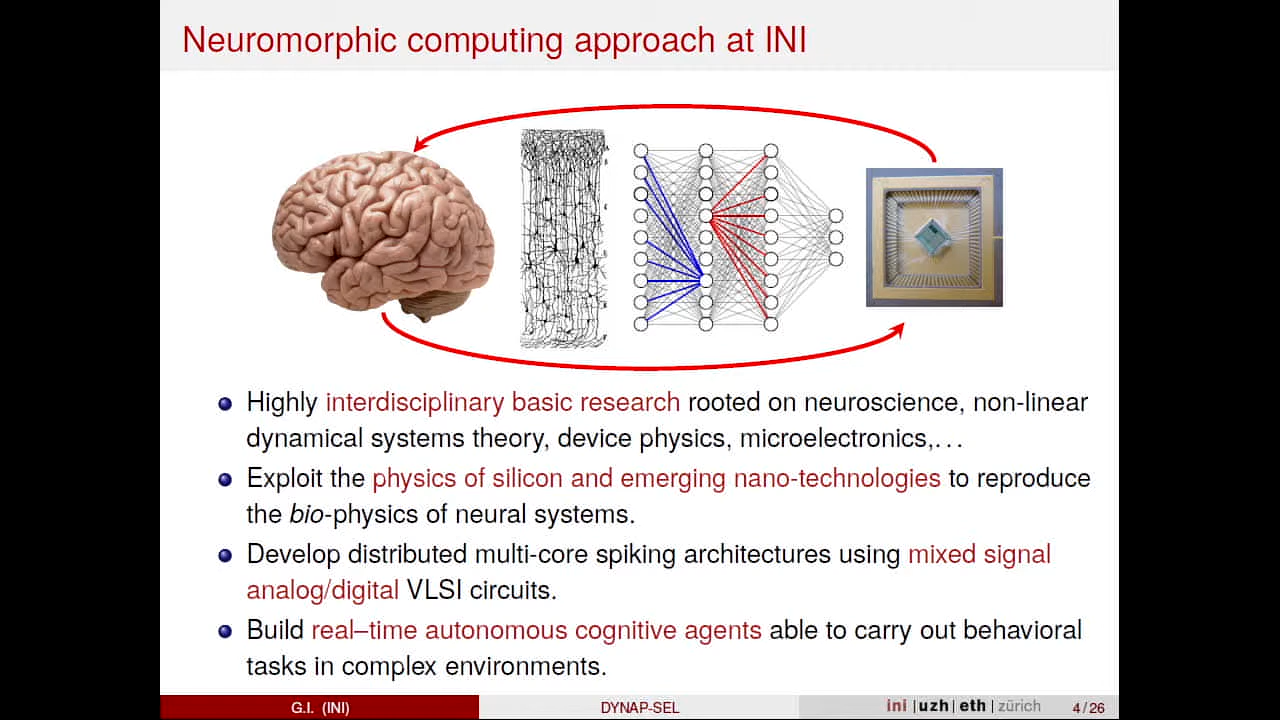 Neuromorphic computing approach at INI
Highly interdisciplinary basic research rooted on neuroscience, non-linear
dynamical systems theory, device physics, microelectronics,...
Exploit the physics of silicon and emerging nano-technologies to reproduce
the bio-physics of neural systems.
Develop distributed multi-core spiking architectures using mixed signal
analog/digital VLSI circuits.
Build real–time autonomous cognitive agents able to carry out behavioral
tasks in complex environments.
G.I. (INI)
DYNAP-SEL
ini |uzh| eth | zürich
4/26